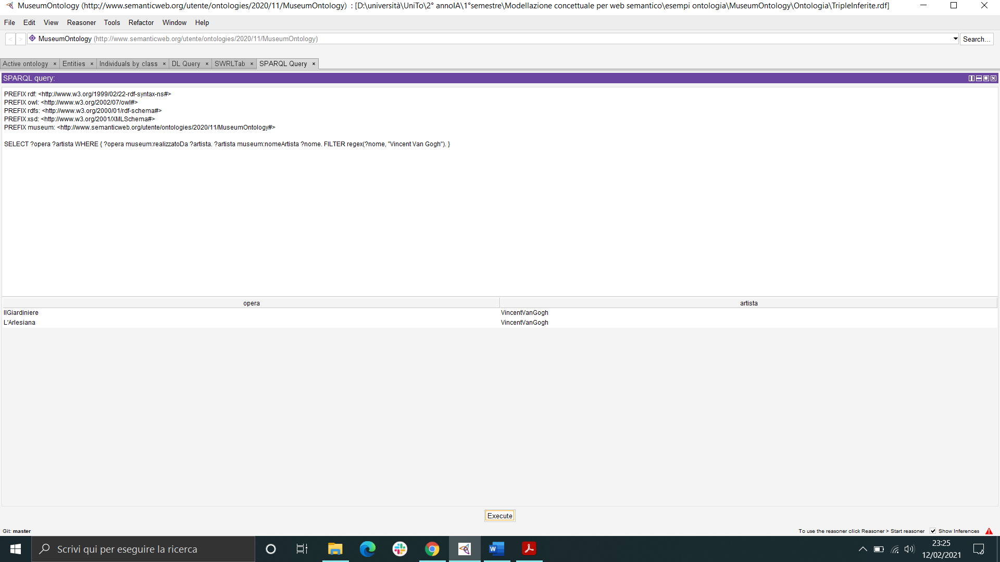 MuseumOntology (http://www.semanticweb.org/utente/ontologies/2020/11/MuseumOntology) : [D:\università\UniTo\2° annoIA\1°semestre\Modellazione concettuale per web semantico\esempi ontologia\MuseumOntology\Ontologia\TripleInferite.rdf]
File Edit View Reasoner Tools Refactor Window Help
< > MuseumOntology (http://www.semanticweb.org/utente/ontologies/2020/11/MuseumOntology) Search...
Active ontology × Entities × Individuals by class × DL Query × SWRLTab × SPARQL Query ×
SPARQL query:
PREFIX rdf: <http://www.w3.org/1999/02/22-rdf-syntax-ns#>
PREFIX owl: <http://www.w3.org/2002/07/owl#>
PREFIX rdfs: <http://www.w3.org/2000/01/rdf-schema#>
PREFIX xsd: <http://www.w3.org/2001/XMLSchema#>
PREFIX museum: <http://www.semanticweb.org/utente/ontologies/2020/11/MuseumOntology#>
SELECT ?opera ?artista WHERE { ?opera museum:realizzatoDa ?artista. ?artista museum:nomeArtista ?nome. FILTER regex(?nome, "Vincent Van Gogh"). }
opera artista
IlGiardiniere VincentVanGogh
L'Arlesiana VincentVanGogh
Execute
Git: master To use the reasoner click Reasoner > Start reasoner Show Inferences
Scrivi qui per eseguire la ricerca
23:25
12/02/2021